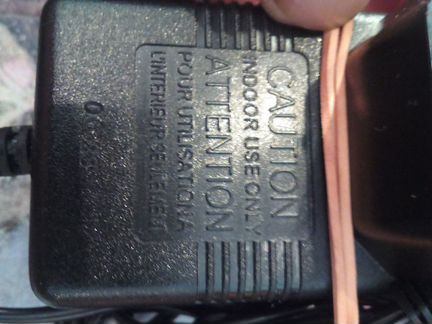 CAUTION
INDOOR USE ONLY
ATTENTION
POUR UTILISATION A
L'INTERIEUR SEULEMENT